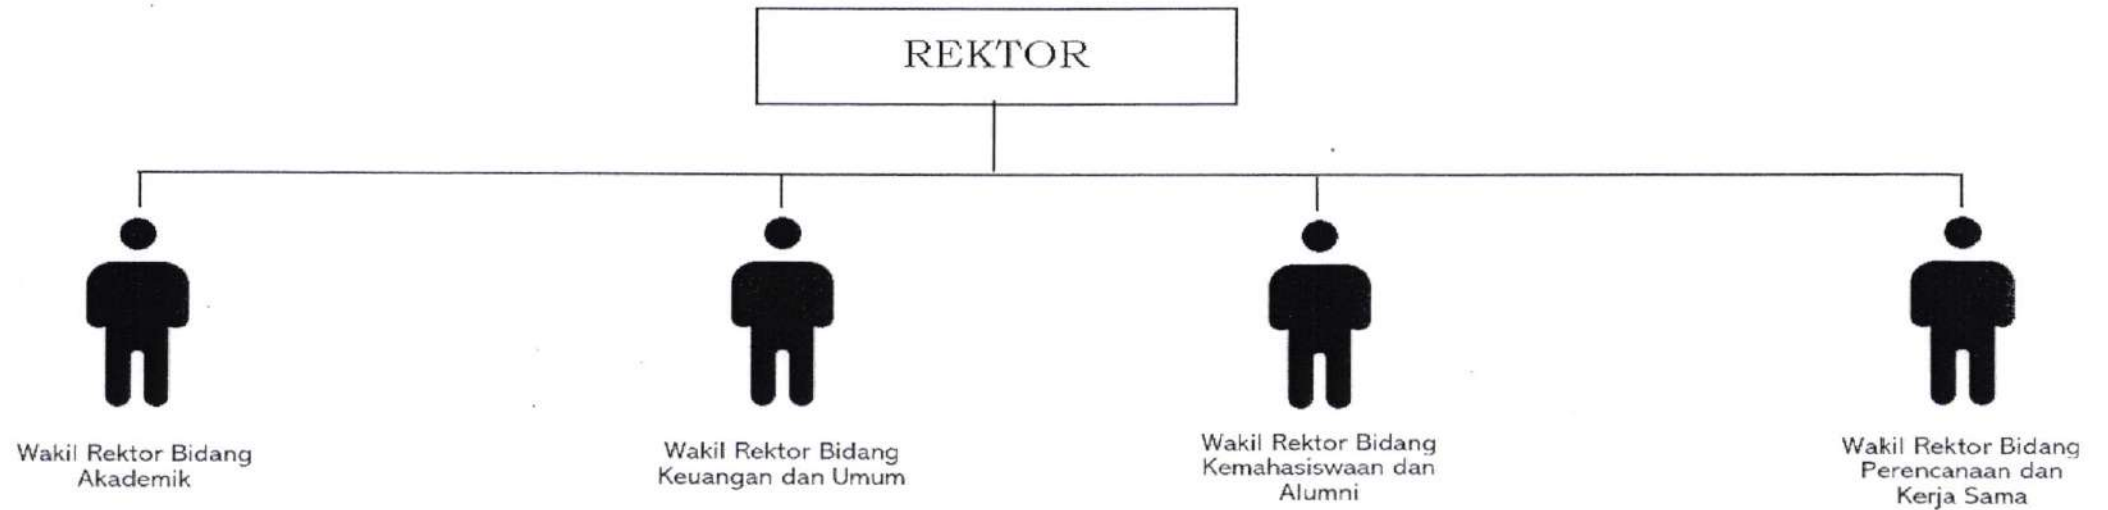 REKTOR
Wakil Rektor Bidang
Akademik
Wakil Rektor Bidang
Keuangan dan Umum
Wakil Rektor Bidang
Kemahasiswaan dan
Alumni
Wakil Rektor Bidang
Perencanaan dan
Kerja Sama